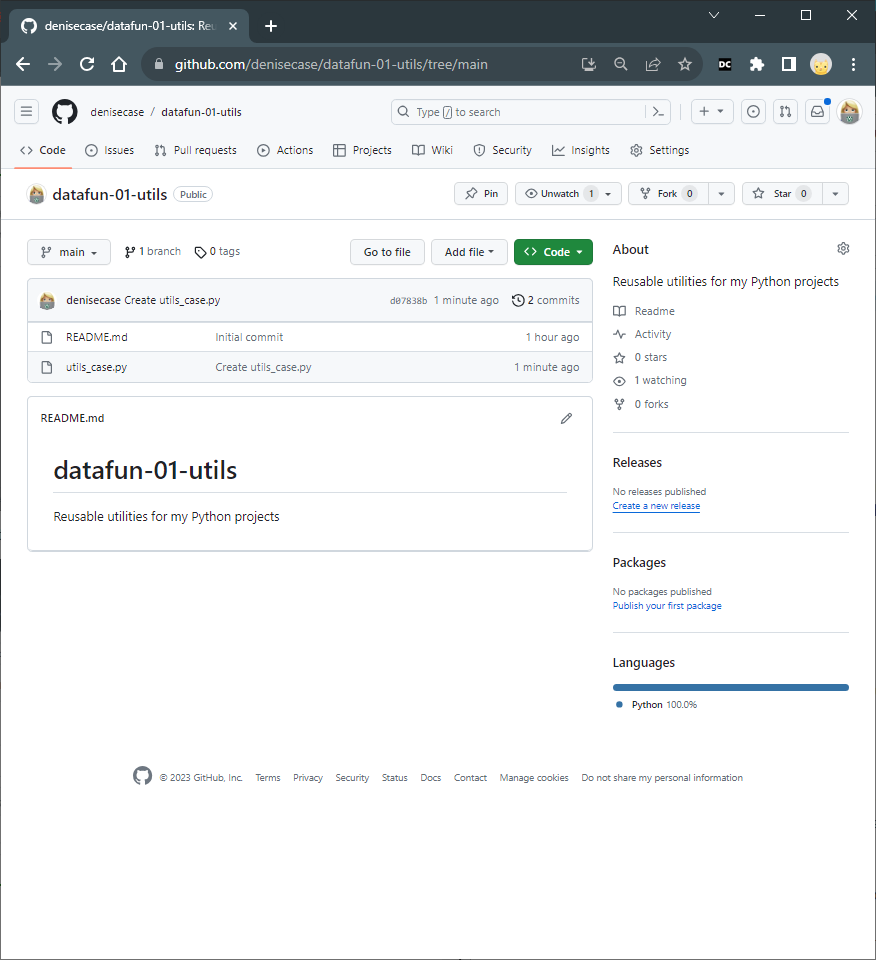 denisecase/datafun-01-utils: Reu
github.com/denisecase/datafun-01-utils/tree/main
DC
denisecase / datafun-01-utils
Type / to search
Code Issues Pull requests Actions Projects Wiki Security Insights Settings
datafun-01-utils Public
Pin Unwatch 1 Fork 0 Star 0
main 1 branch 0 tags Go to file Add file Code
denisecase Create utils_case.py d07838b 1 minute ago 2 commits
README.md Initial commit 1 hour ago
utils_case.py Create utils_case.py 1 minute ago
README.md
datafun-01-utils
Reusable utilities for my Python projects
About
Reusable utilities for my Python projects
Readme
Activity
0 stars
1 watching
0 forks
Releases
No releases published
Create a new release
Packages
No packages published
Publish your first package
Languages
Python 100.0%
© 2023 GitHub, Inc. Terms Privacy Security Status Docs Contact Manage cookies Do not share my personal information